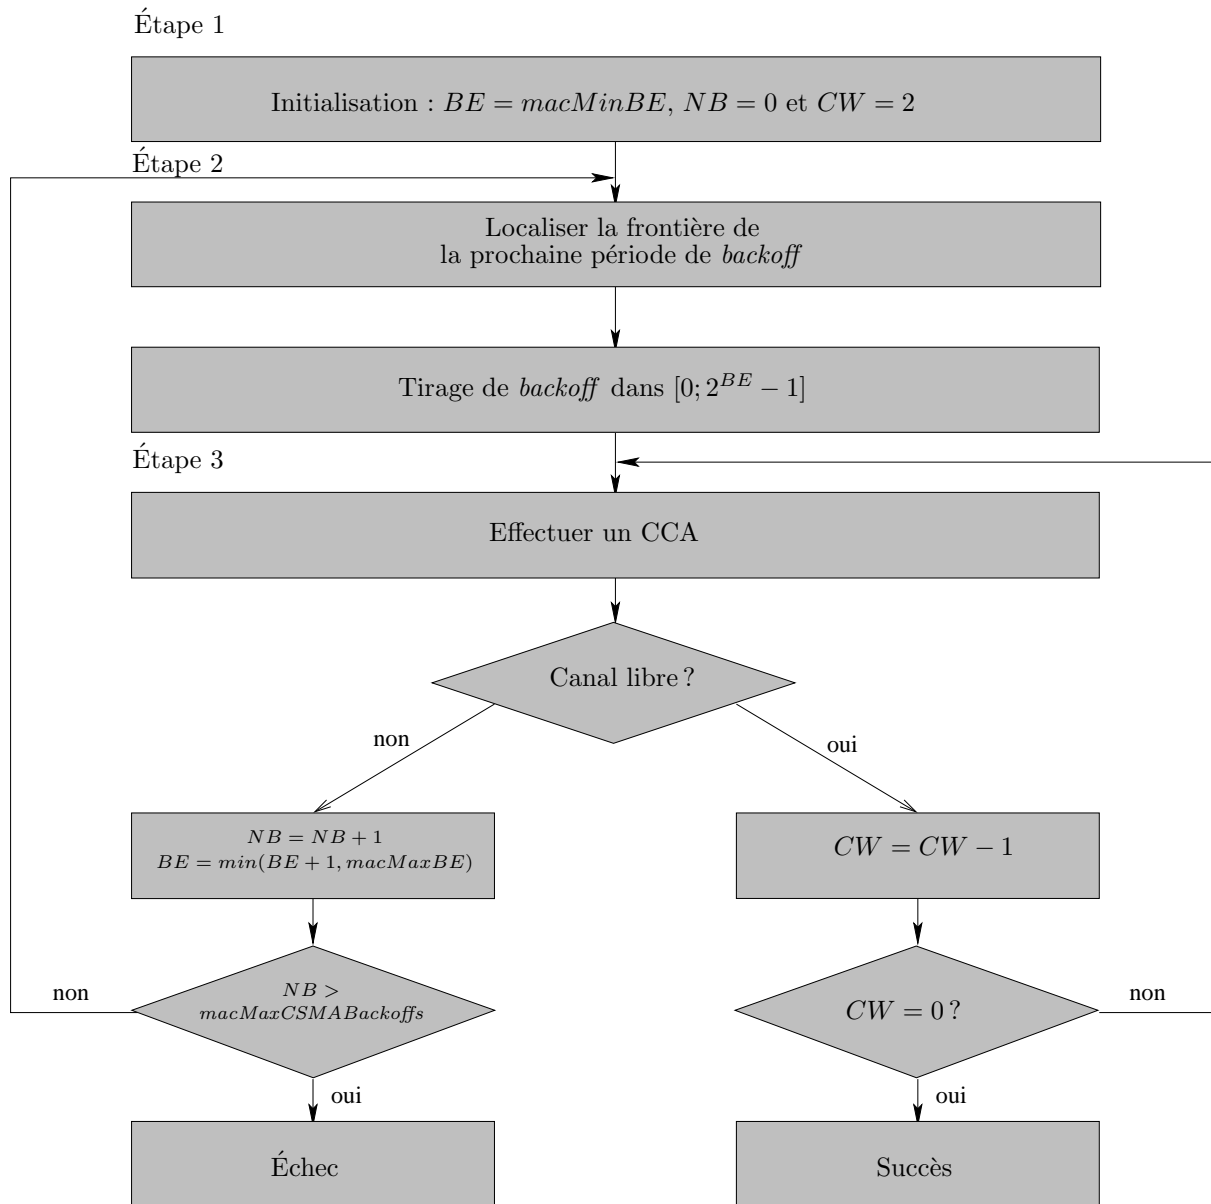 Étape 1
Initialisation : $BE = macMinBE$, $NB = 0$ et $CW = 2$
Étape 2
Localiser la frontière de
la prochaine période de backoff
Tirage de backoff dans $[0; 2^{BE} - 1]$
Étape 3
Effectuer un CCA
Canal libre ?
non
oui
$NB = NB + 1$
$BE = min(BE + 1, macMaxBE)$
$CW = CW - 1$
non
$NB >$
$macMaxCSMABackoffs$
$CW = 0$ ?
non
oui
oui
Échec
Succès